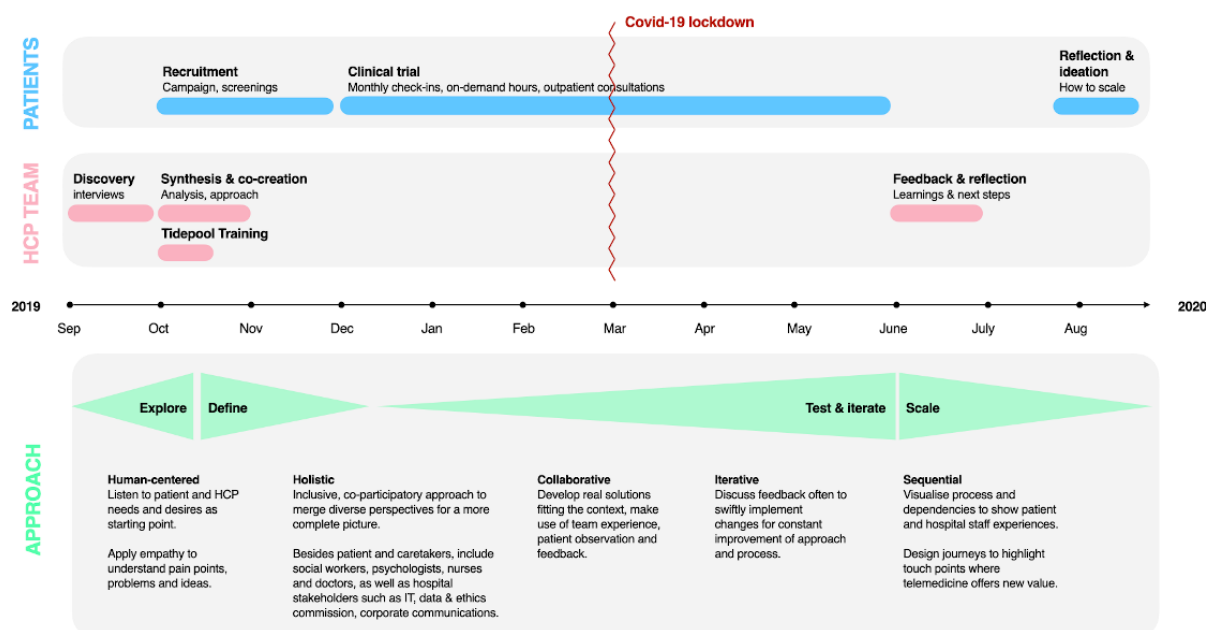 Covid-19 lockdown
PATIENTS
Recruitment
Campaign, screenings
Clinical trial
Monthly check-ins, on-demand hours, outpatient consultations
Reflection &
ideation
How to scale
HCP TEAM
Discovery
interviews
Synthesis & co-creation
Analysis, approach
Tidepool Training
Feedback & reflection
Learnings & next steps
2019
2020
Sep
Oct
Nov
Dec
Jan
Feb
Mar
Apr
May
June
July
Aug
APPROACH
Explore
Define
Test & iterate
Scale
Human-centered
Listen to patient and HCP
needs and desires as
starting point.
Apply empathy to
understand pain points,
problems and ideas.
Holistic
Inclusive, co-participatory approach to
merge diverse perspectives for a more
complete picture.
Besides patient and caretakers, include
social workers, psychologists, nurses
and doctors, as well as hospital
stakeholders such as IT, data & ethics
commission, corporate communications.
Collaborative
Develop real solutions
fitting the context, make
use of team experience,
patient observation and
feedback.
Iterative
Discuss feedback often to
swiftly implement
changes for constant
improvement of approach
and process.
Sequential
Visualise process and
dependencies to show patient
and hospital staff experiences.
Design journeys to highlight
touch points where
telemedicine offers new value.